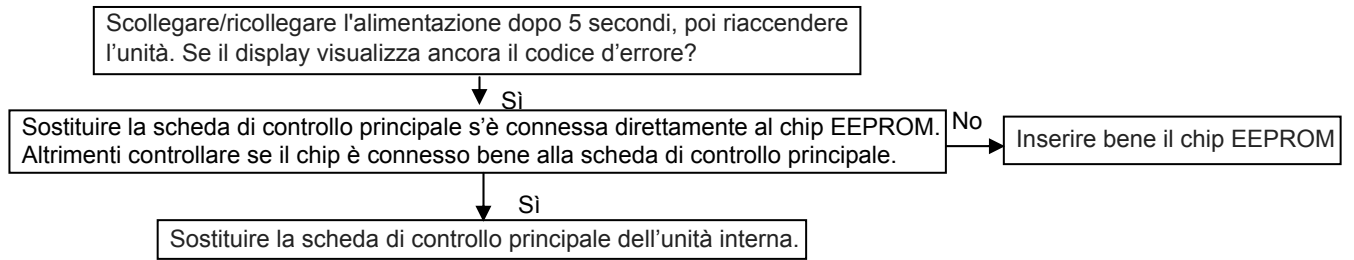 Scollegare/ricollegare l'alimentazione dopo 5 secondi, poi riaccendere
l'unità. Se il display visualizza ancora il codice d'errore?
Sì
Sostituire la scheda di controllo principale s'è connessa direttamente al chip EEPROM.
Altrimenti controllare se il chip è connesso bene alla scheda di controllo principale.
No
Inserire bene il chip EEPROM
Sì
Sostituire la scheda di controllo principale dell'unità interna.